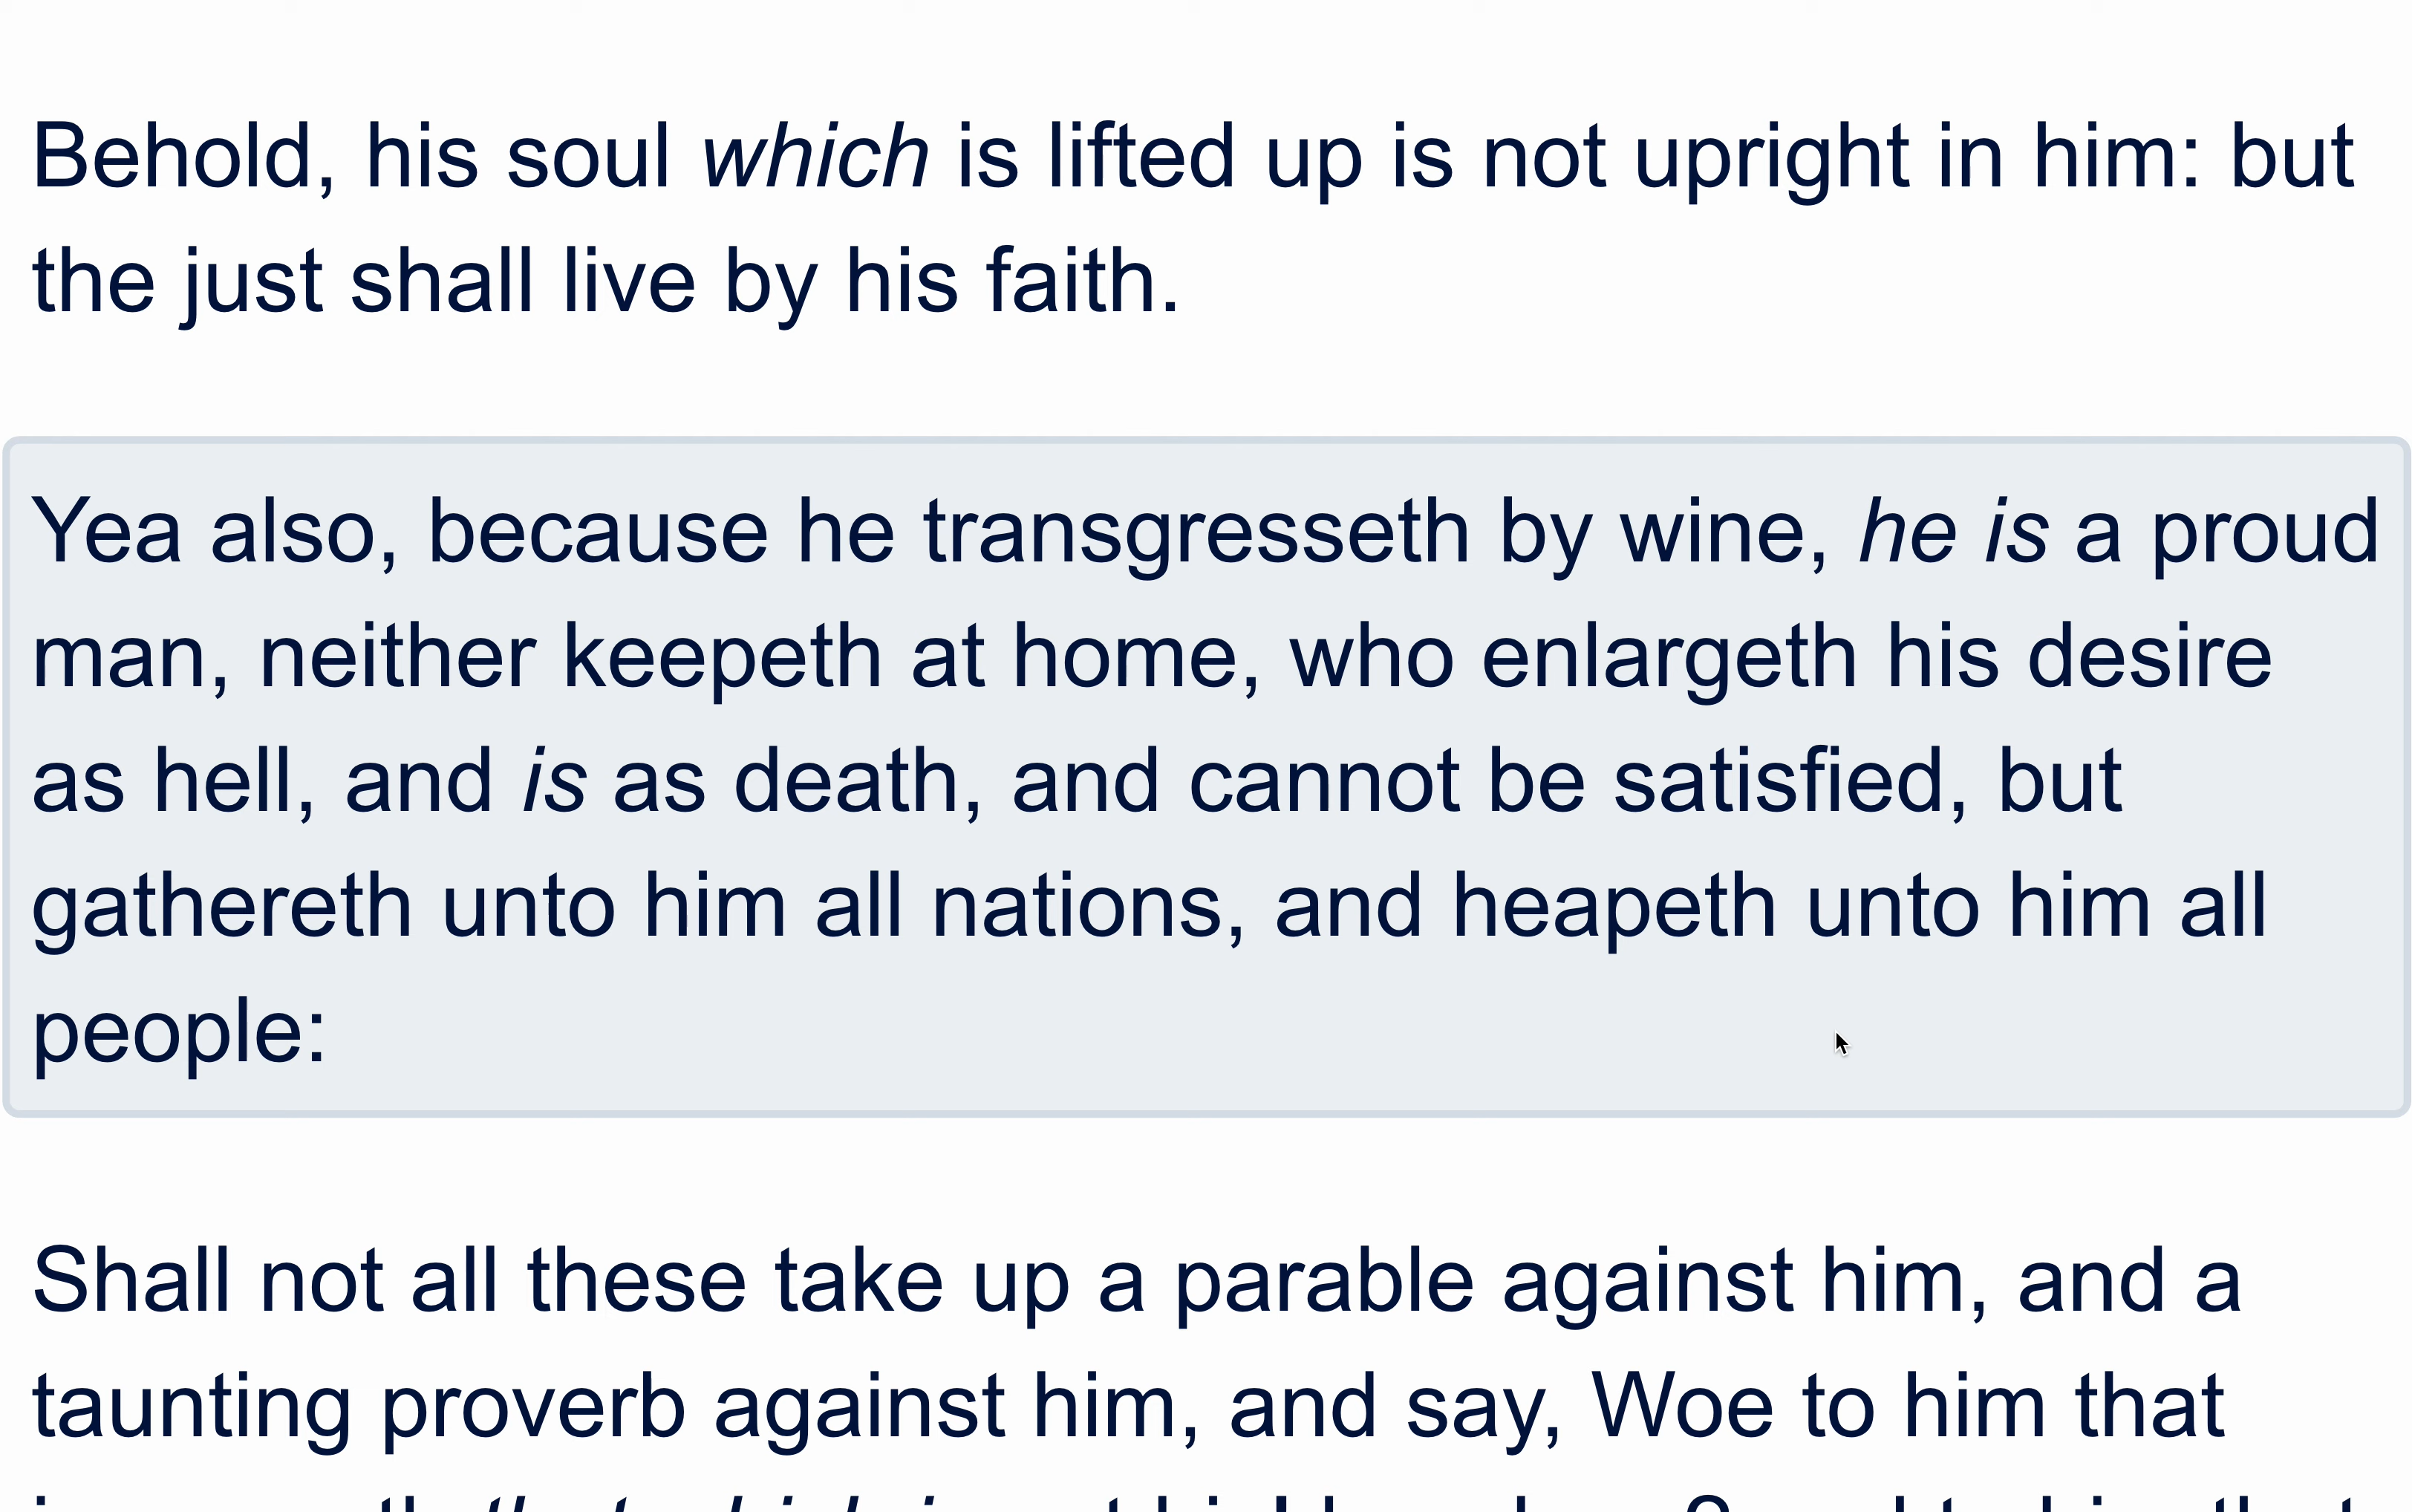 Behold, his soul which is lifted up is not upright in him: but
the just shall live by his faith.
Yea also, because he transgresseth by wine, he is a proud
man, neither keepeth at home, who enlargeth his desire
as hell, and is as death, and cannot be satisfied, but
gathereth unto him all nations, and heapeth unto him all
people:
Shall not all these take up a parable against him, and a
taunting proverb against him, and say, Woe to him that